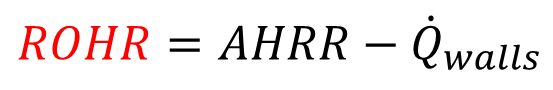 ROHR = AHRR − Q̇walls